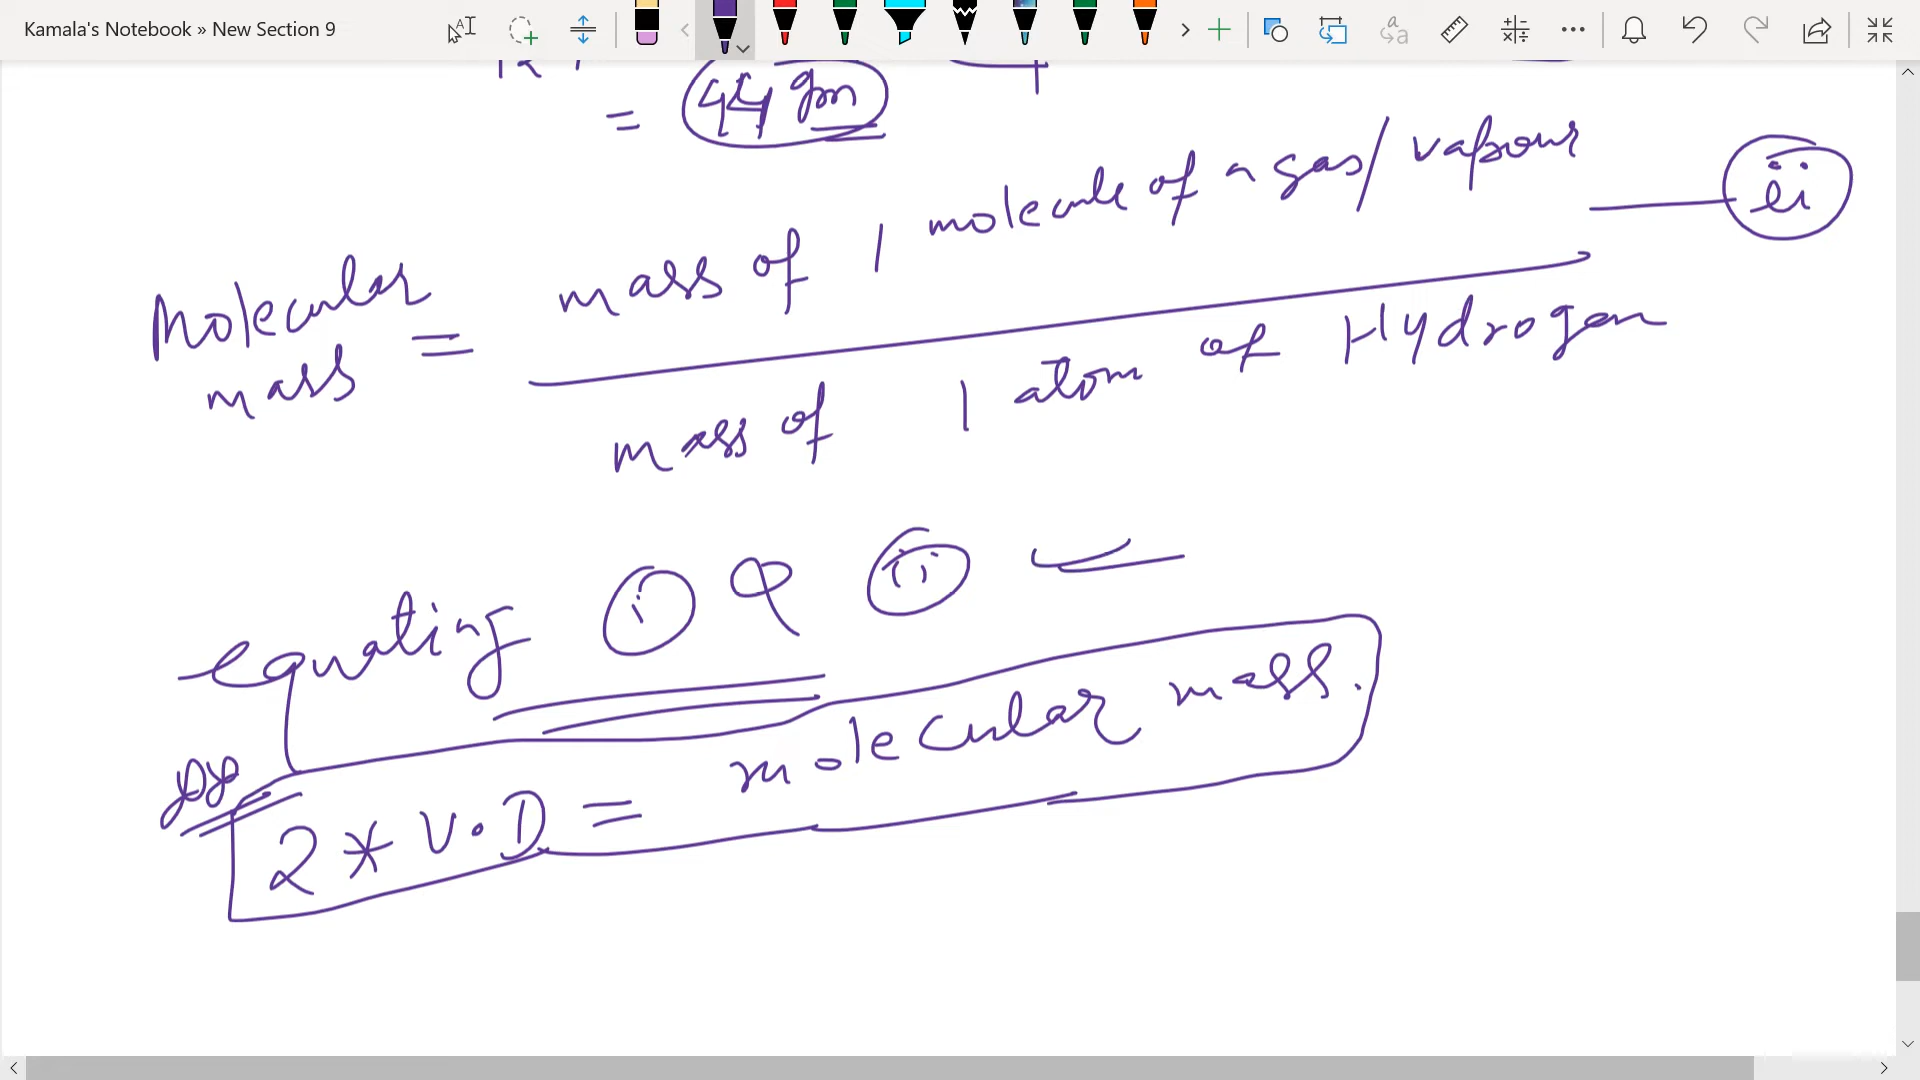 Kamala's Notebook » New Section 9
= 44 gm
Molecular mass = mass of 1 molecule of a gas/vapour
mass of 1 atom of Hydrogen
ii
equating i & ii
2 * V.D = molecular mass.